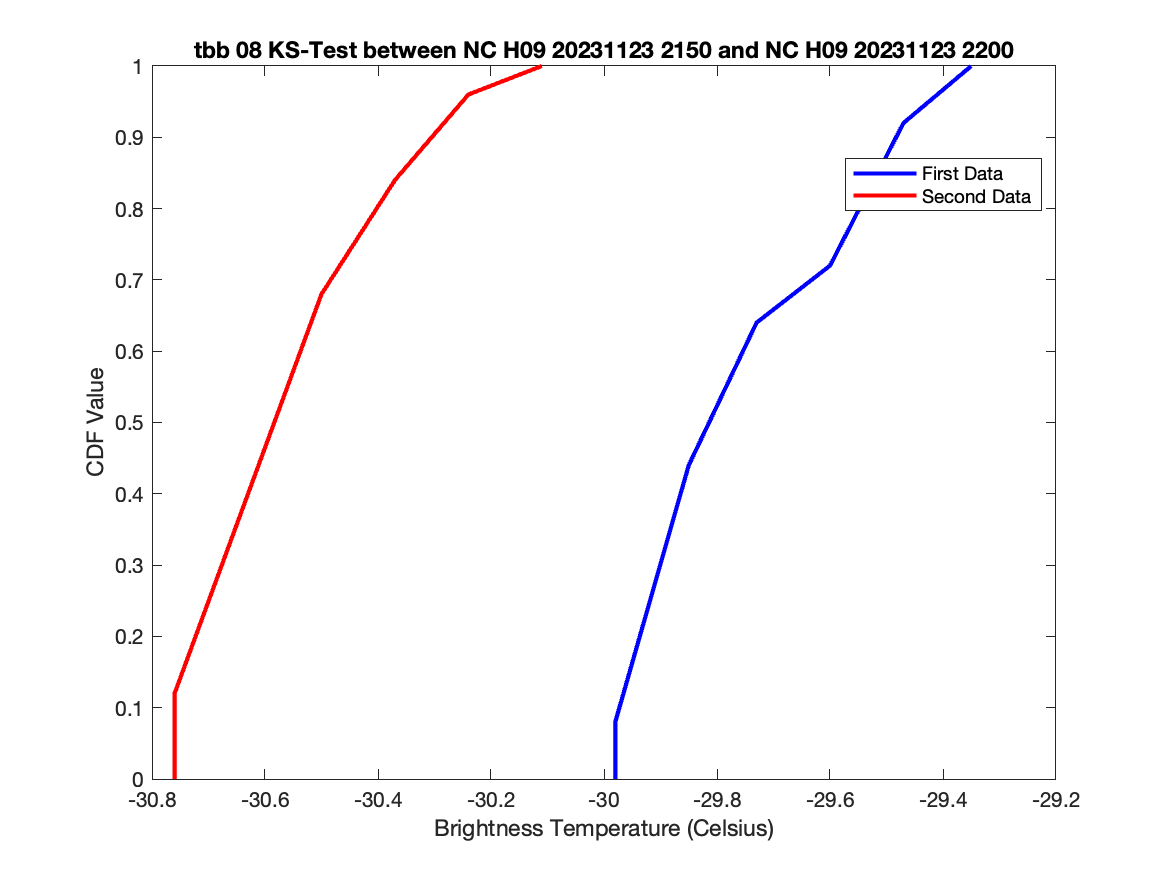 tbb 08 KS-Test between NC H09 20231123 2150 and NC H09 20231123 2200
1
0.9
0.8
0.7
0.6
0.5
0.4
0.3
0.2
0.1
0
CDF Value
First Data
Second Data
-30.8 -30.6 -30.4 -30.2 -30 -29.8 -29.6 -29.4 -29.2
Brightness Temperature (Celsius)